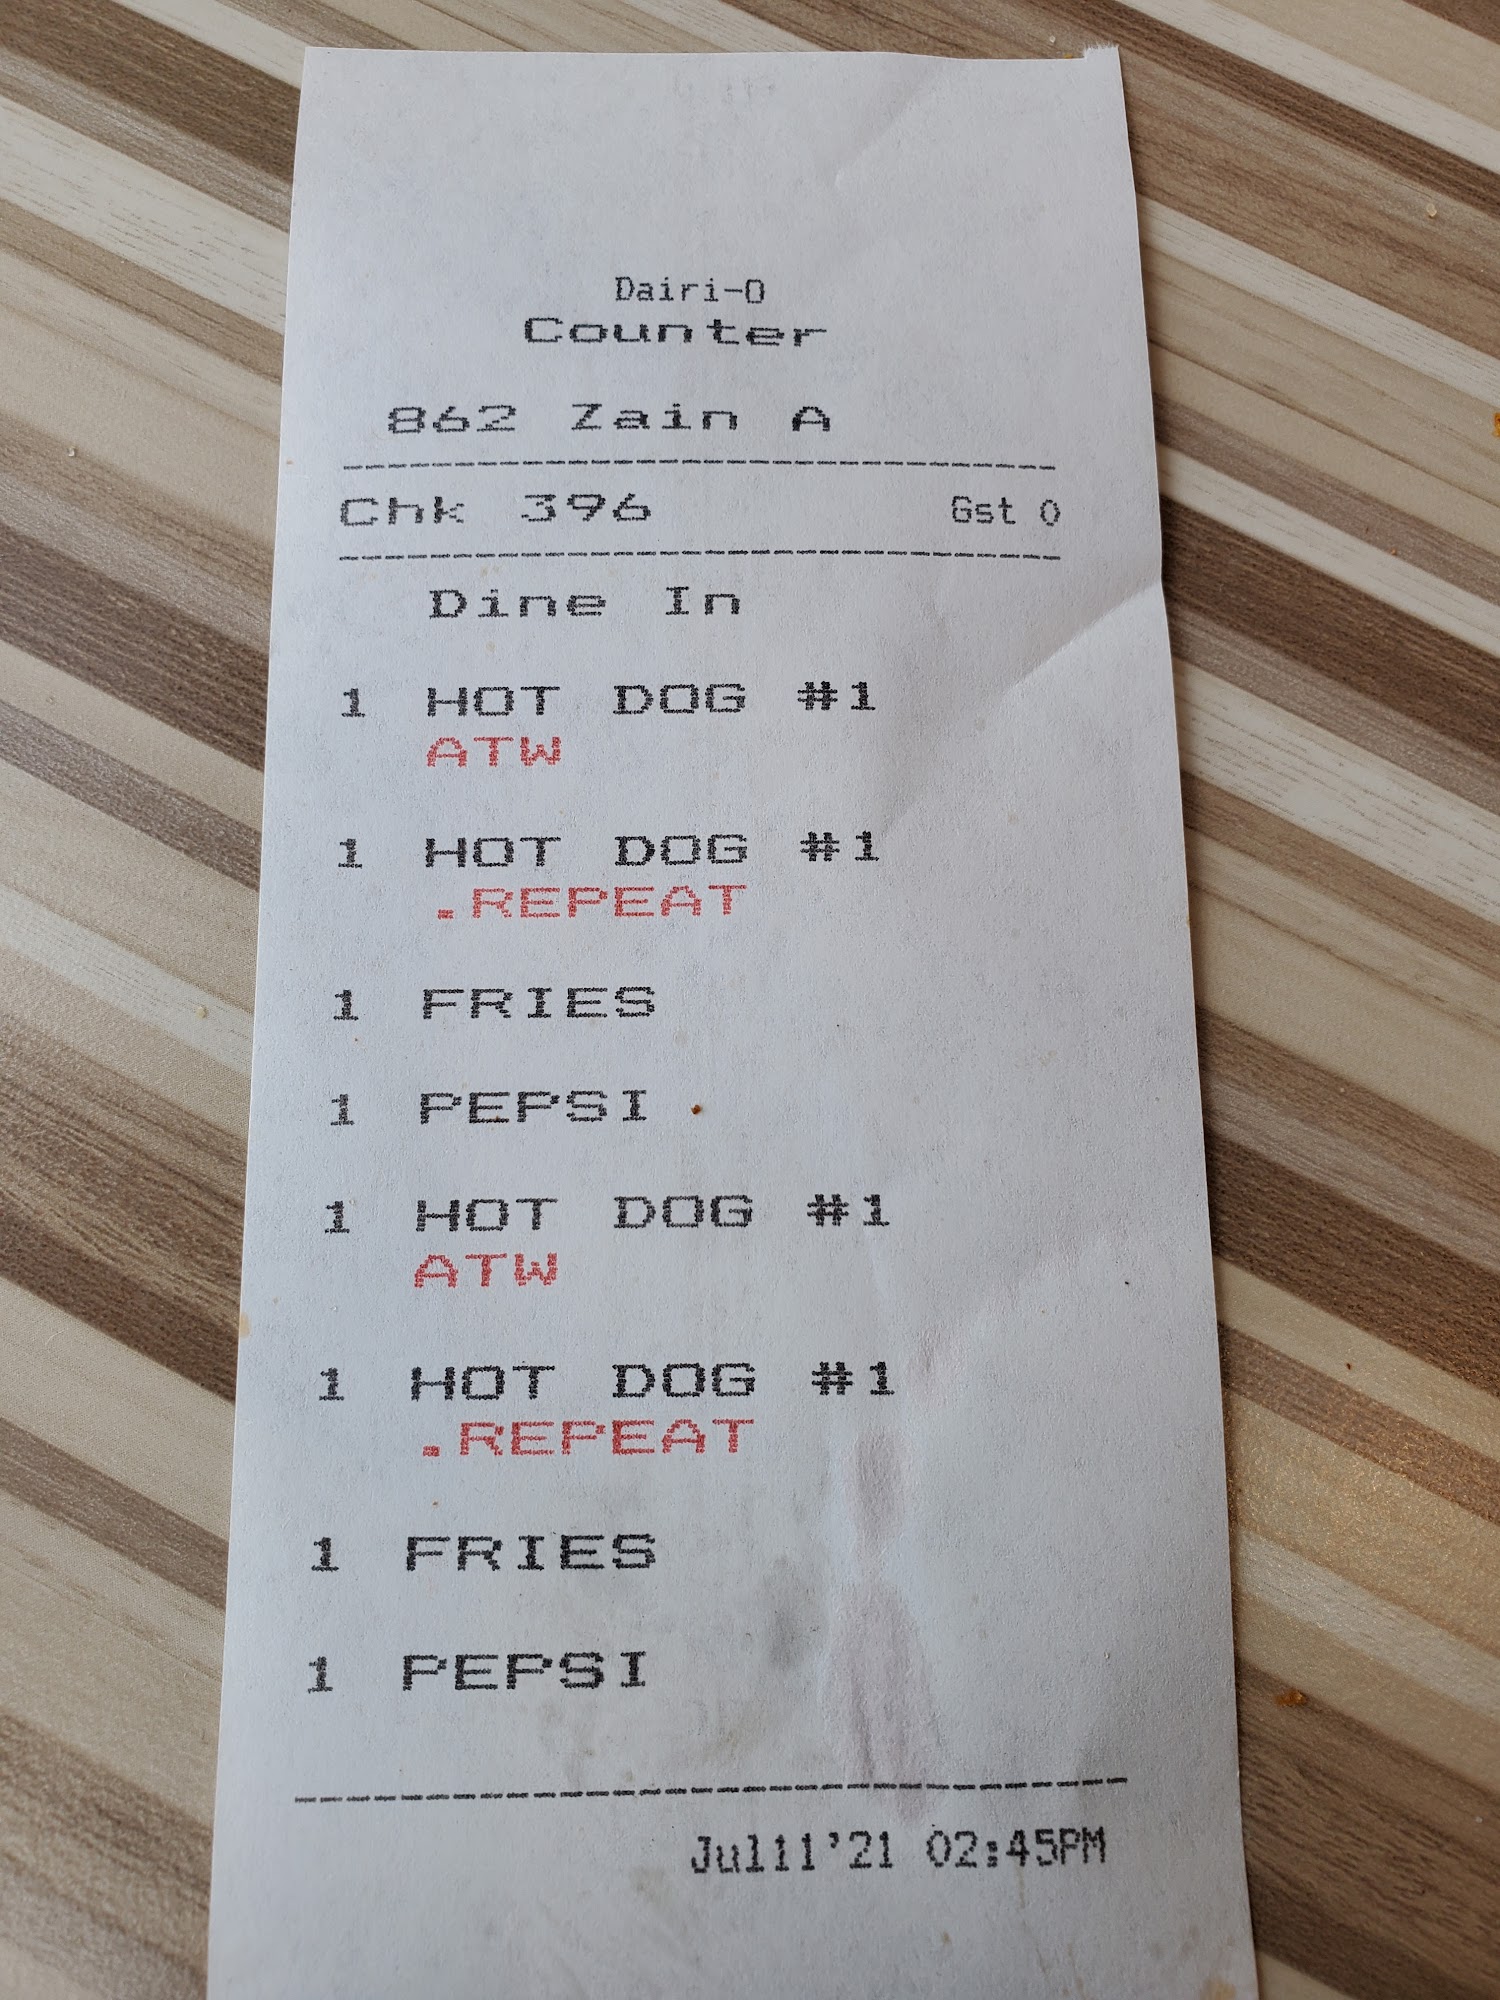 Dairi-O
Counter
862 Zain A
Chk 396 Gst 0
Dine In
1 HOT DOG #1
ATW
1 HOT DOG #1
.REPEAT
1 FRIES
1 PEPSI
1 HOT DOG #1
ATW
1 HOT DOG #1
.REPEAT
1 FRIES
1 PEPSI
Jul11'21 02:45PM